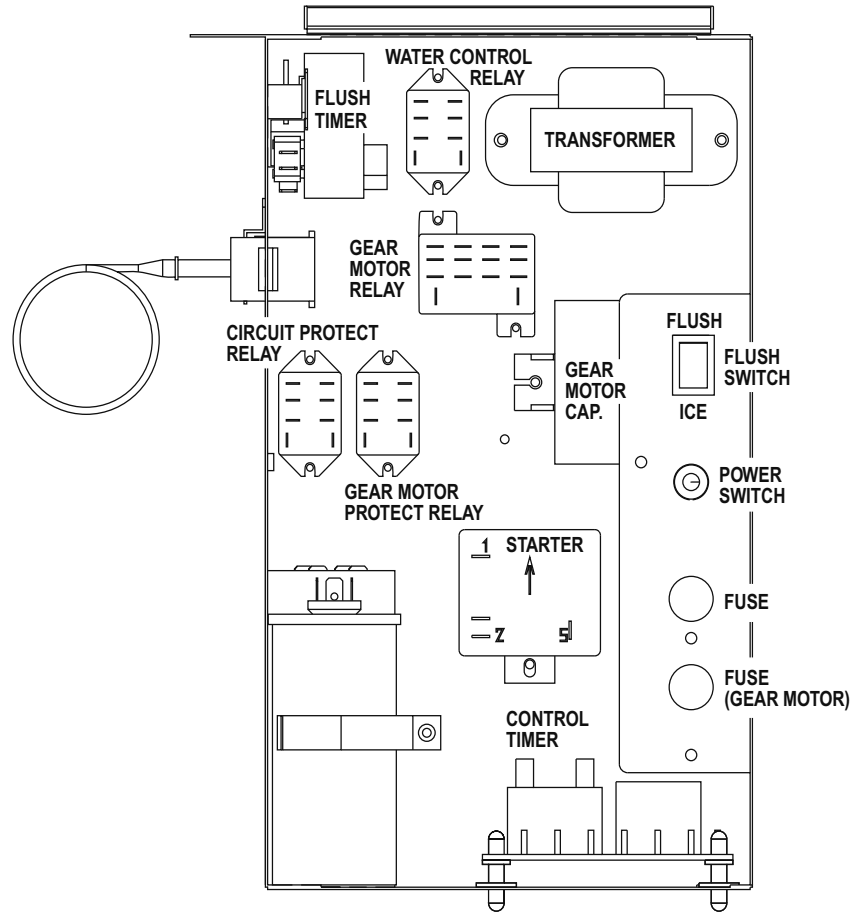 WATER CONTROL
RELAY
FLUSH
TIMER
TRANSFORMER
GEAR
MOTOR
RELAY
CIRCUIT PROTECT
RELAY
FLUSH
FLUSH
SWITCH
ICE
GEAR
MOTOR
CAP.
POWER
SWITCH
GEAR MOTOR
PROTECT RELAY
1 STARTER
2 5
FUSE
FUSE
(GEAR MOTOR)
CONTROL
TIMER